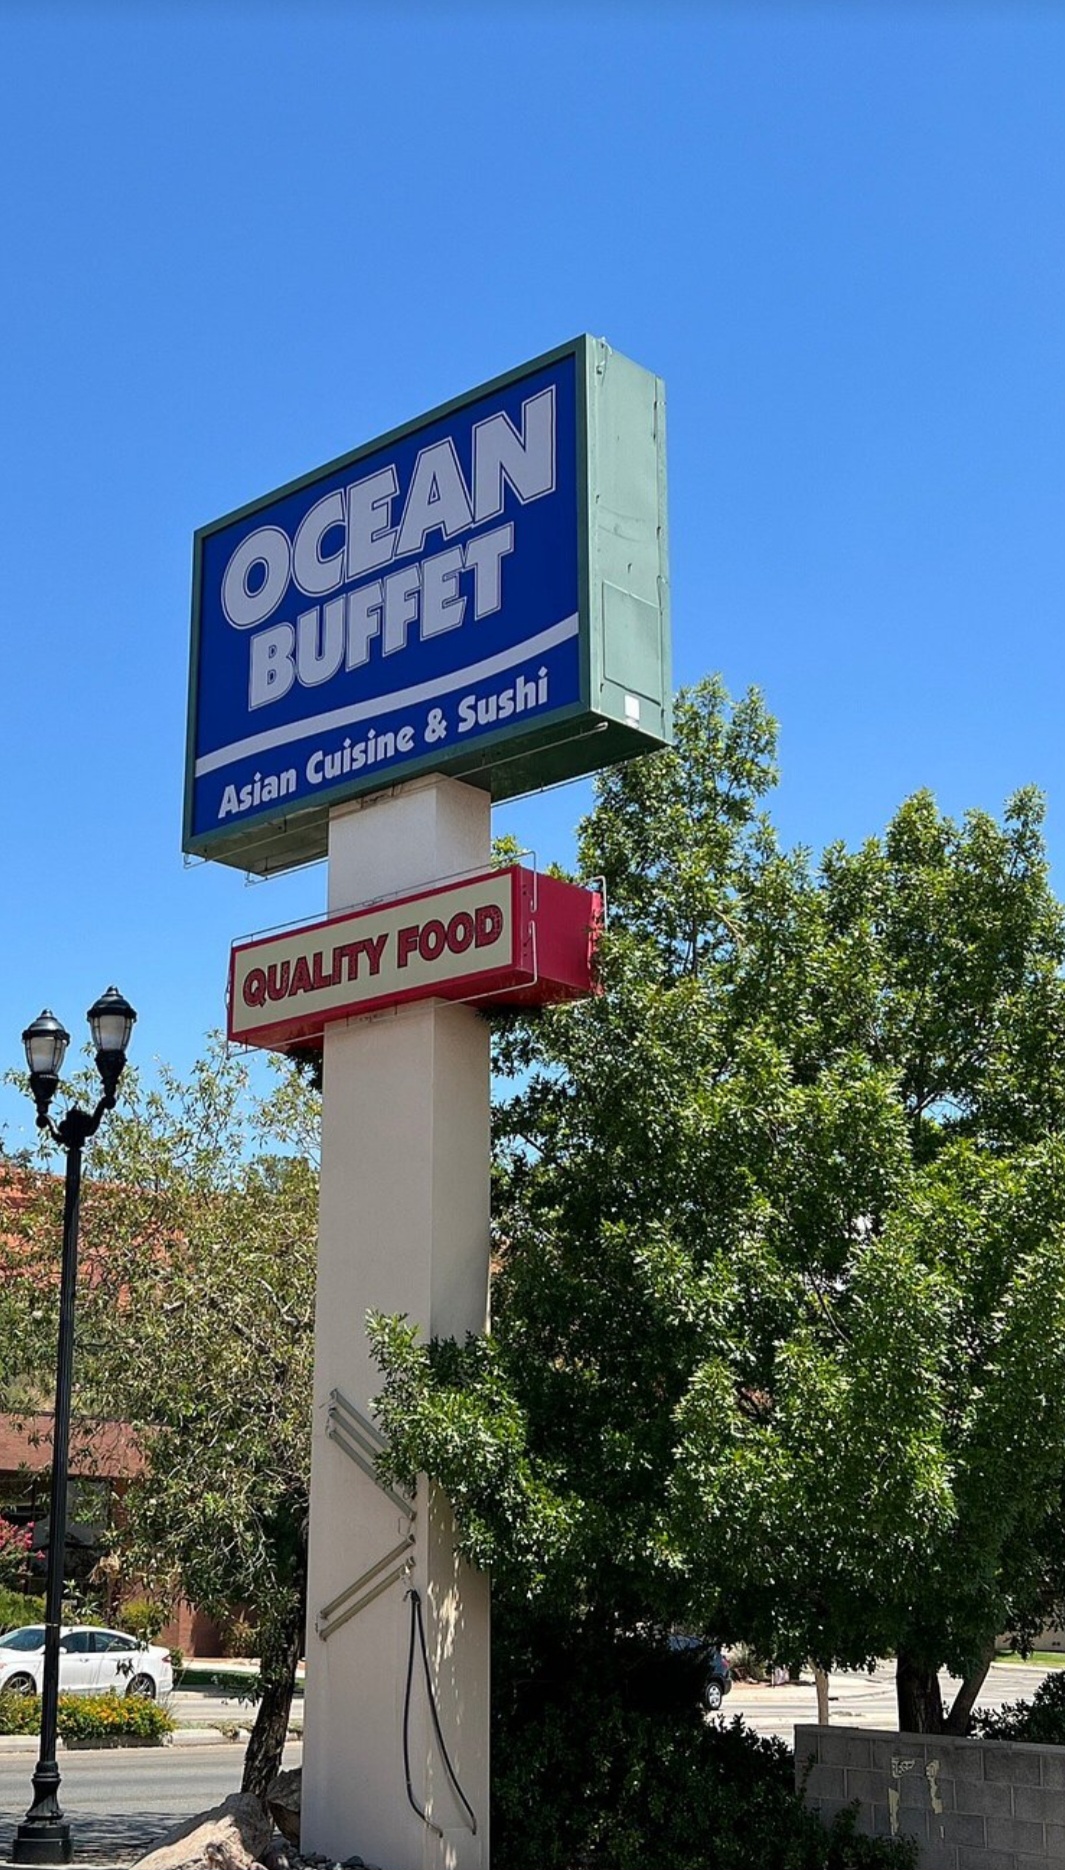 OCEAN
BUFFET
Asian Cuisine & Sushi
QUALITY FOOD